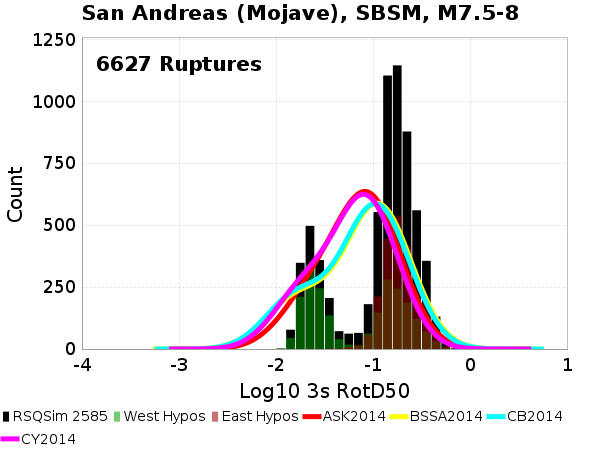 San Andreas (Mojave), SBSM, M7.5-8
6627 Ruptures
1250
1000
750
500
250
0
Count
-4 -3 -2 -1 0 1
Log10 3s RotD50
RSQSim 2585 West Hypos East Hypos ASK2014 BSSA2014 CB2014
CY2014